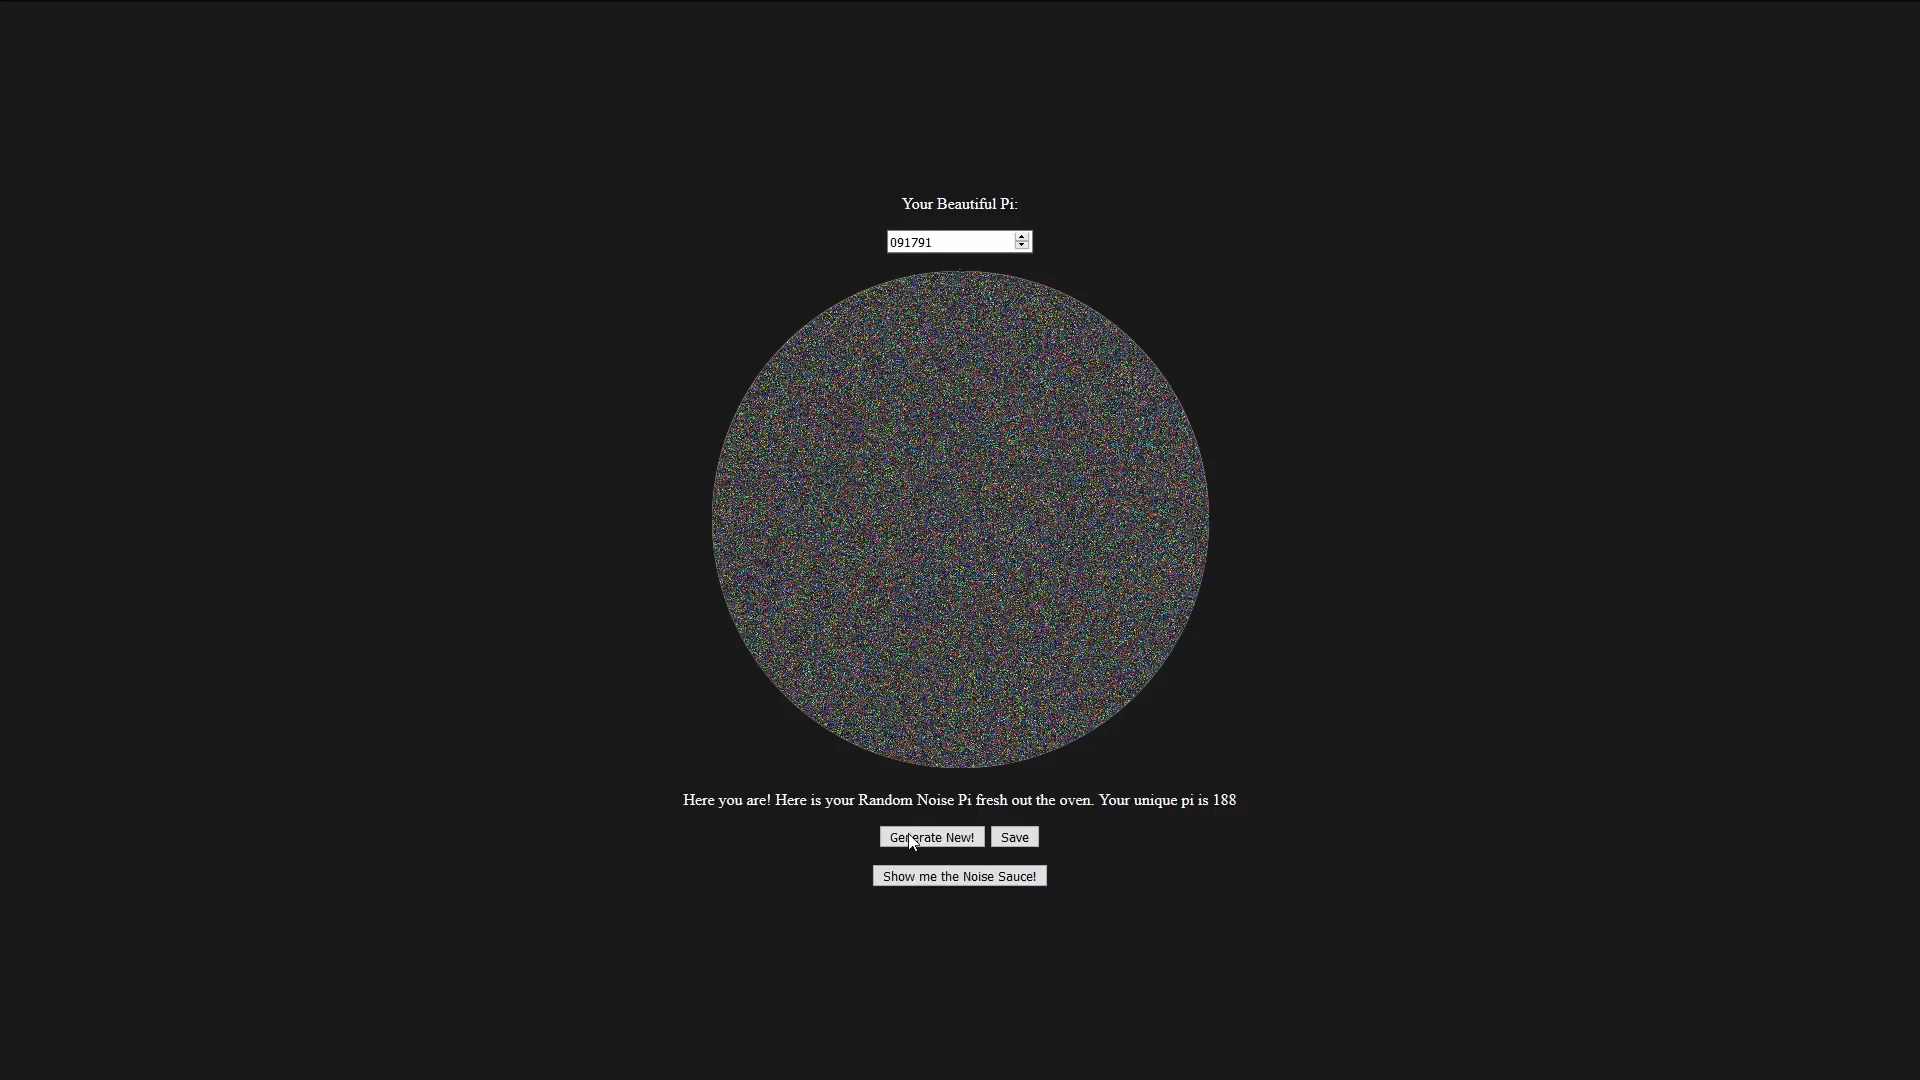 Your Beautiful Pi:
091791
Here you are! Here is your Random Noise Pi fresh out the oven. Your unique pi is 188
Generate New! Save
Show me the Noise Sauce!